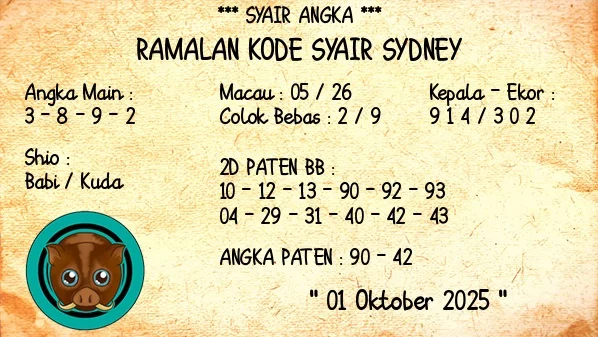 *** SYAIR ANGKA ***
RAMALAN KODE SYAIR SYDNEY
Angka Main :
3 - 8 - 9 - 2
Shio :
Babi / Kuda
Macau : 05 / 26
Colok Bebas : 2 / 9
Kepala - Ekor :
9 1 4 / 3 0 2
2D PATEN BB :
10 - 12 - 13 - 90 - 92 - 93
04 - 29 - 31 - 40 - 42 - 43
ANGKA PATEN : 90 - 42
" 01 Oktober 2025 "